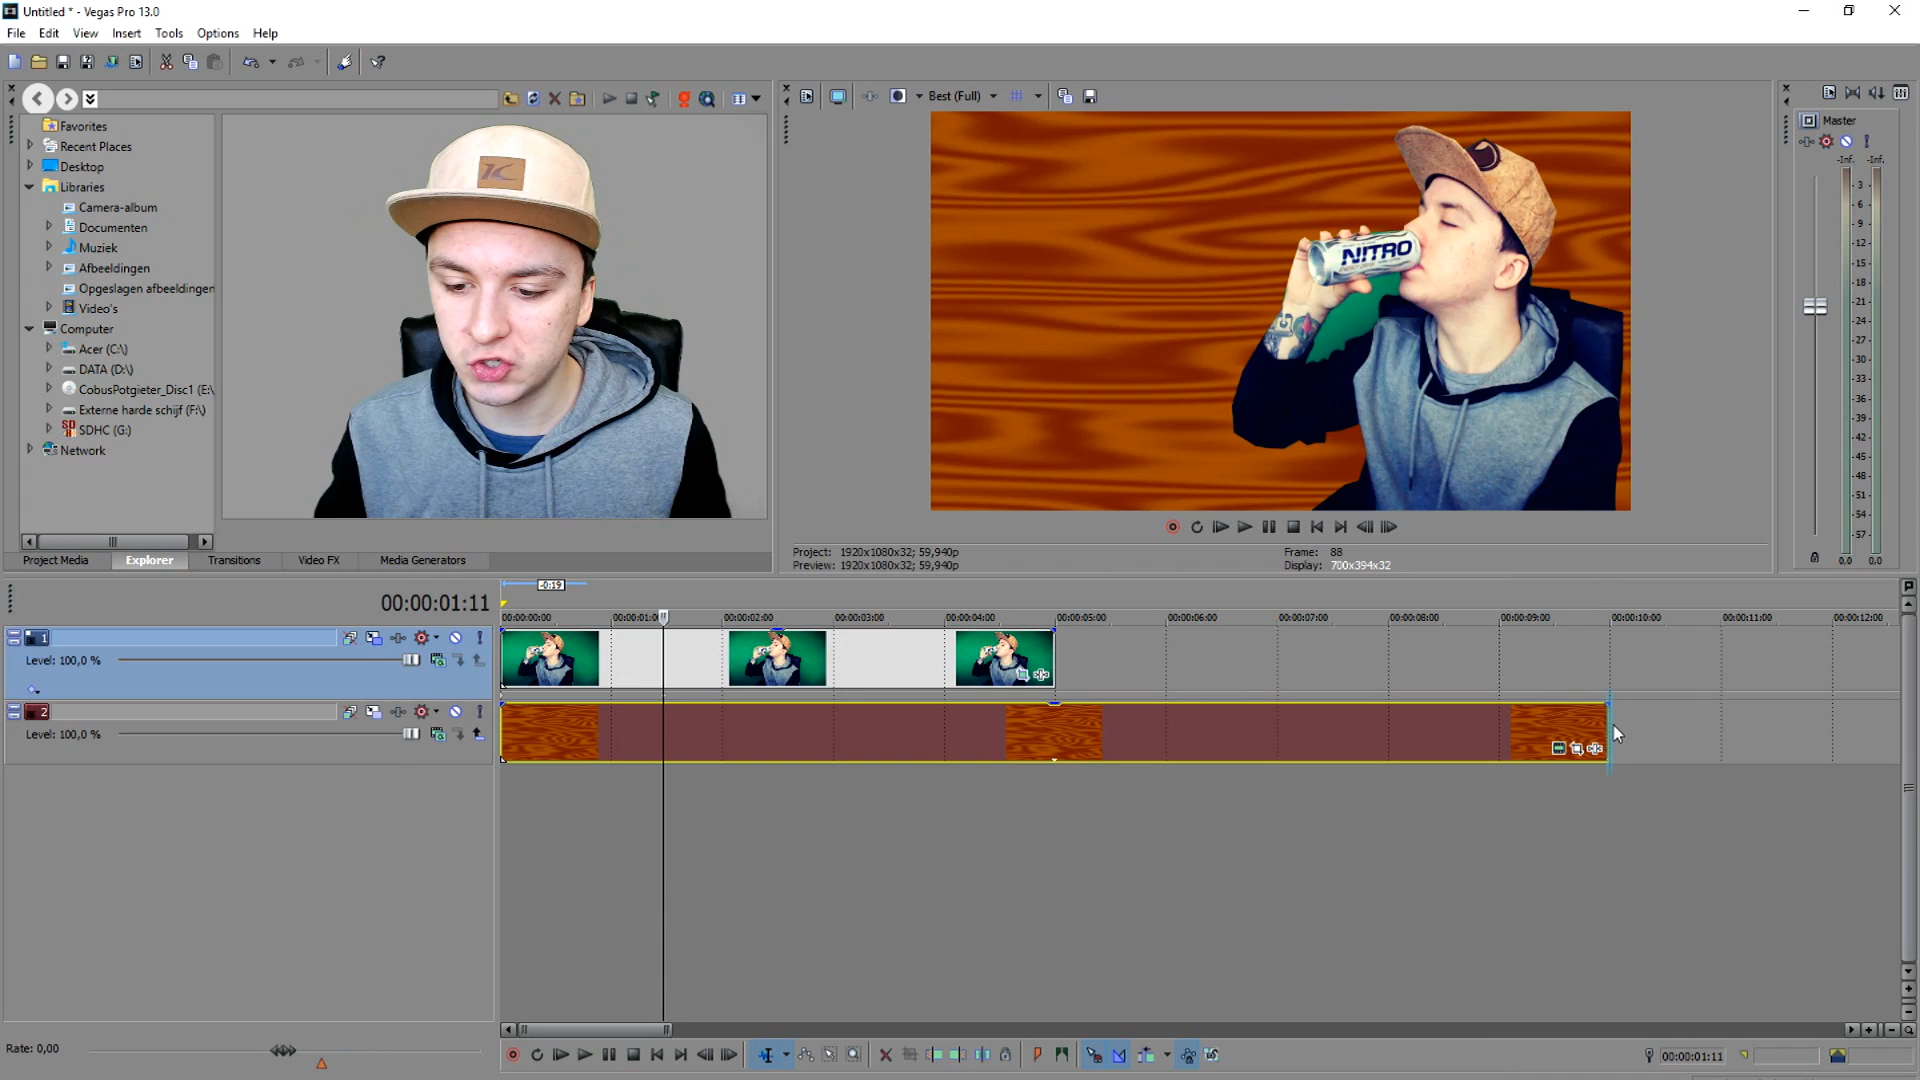 Untitled * - Vegas Pro 13.0
File Edit View Insert Tools Options Help
Best (Full)
Master
Favorites
Recent Places
Desktop
Libraries
Camera-album
Documenten
Muziek
Afbeeldingen
Opgeslagen afbeeldingen
Video's
Computer
Acer (C:\)
DATA (D:\)
CobusPotgieter_Disc1 (E:\
Externe harde schijf (F:\)
SDHC (G:)
Network
NITRO
-Inf. -Inf.
3
6
9
12
15
18
21
24
27
30
33
36
39
42
45
48
51
54
57
0,0 0,0
Project Media Explorer Transitions Video FX Media Generators
Project: 1920x1080x32; 59,940p Frame: 88
Preview: 1920x1080x32; 59,940p Display: 700x394x32
-0:19
00:00:01:11
00:00:00:00 00:00:01:0 00:00:02:00 00:00:03:00 00:00:04:00 00:00:05:00 00:00:06:00 00:00:07:00 00:00:08:00 00:00:09:00 00:00:10:00 00:00:11:00 00:00:12:00
1
Level: 100,0 %
2
Level: 100,0 %
Rate: 0,00
00:00:01:11